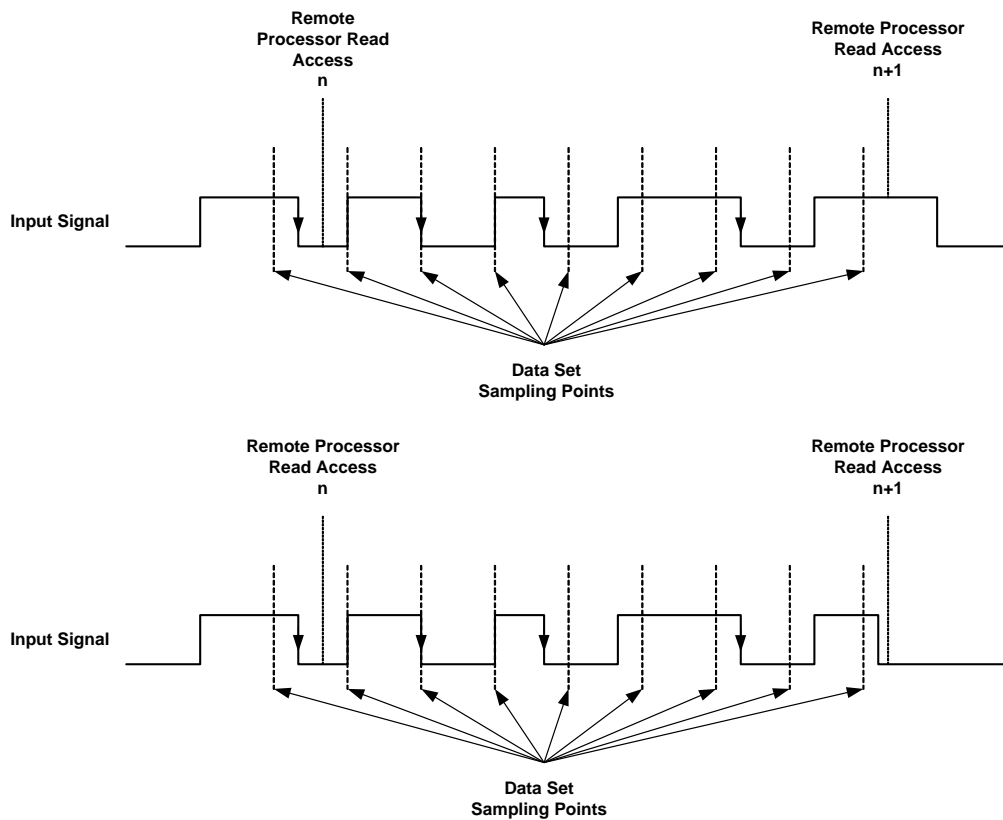 Remote
Processor Read
Access
n
Remote Processor
Read Access
n+1
Input Signal
Data Set
Sampling Points
Remote Processor
Read Access
n
Remote Processor
Read Access
n+1
Input Signal
Data Set
Sampling Points